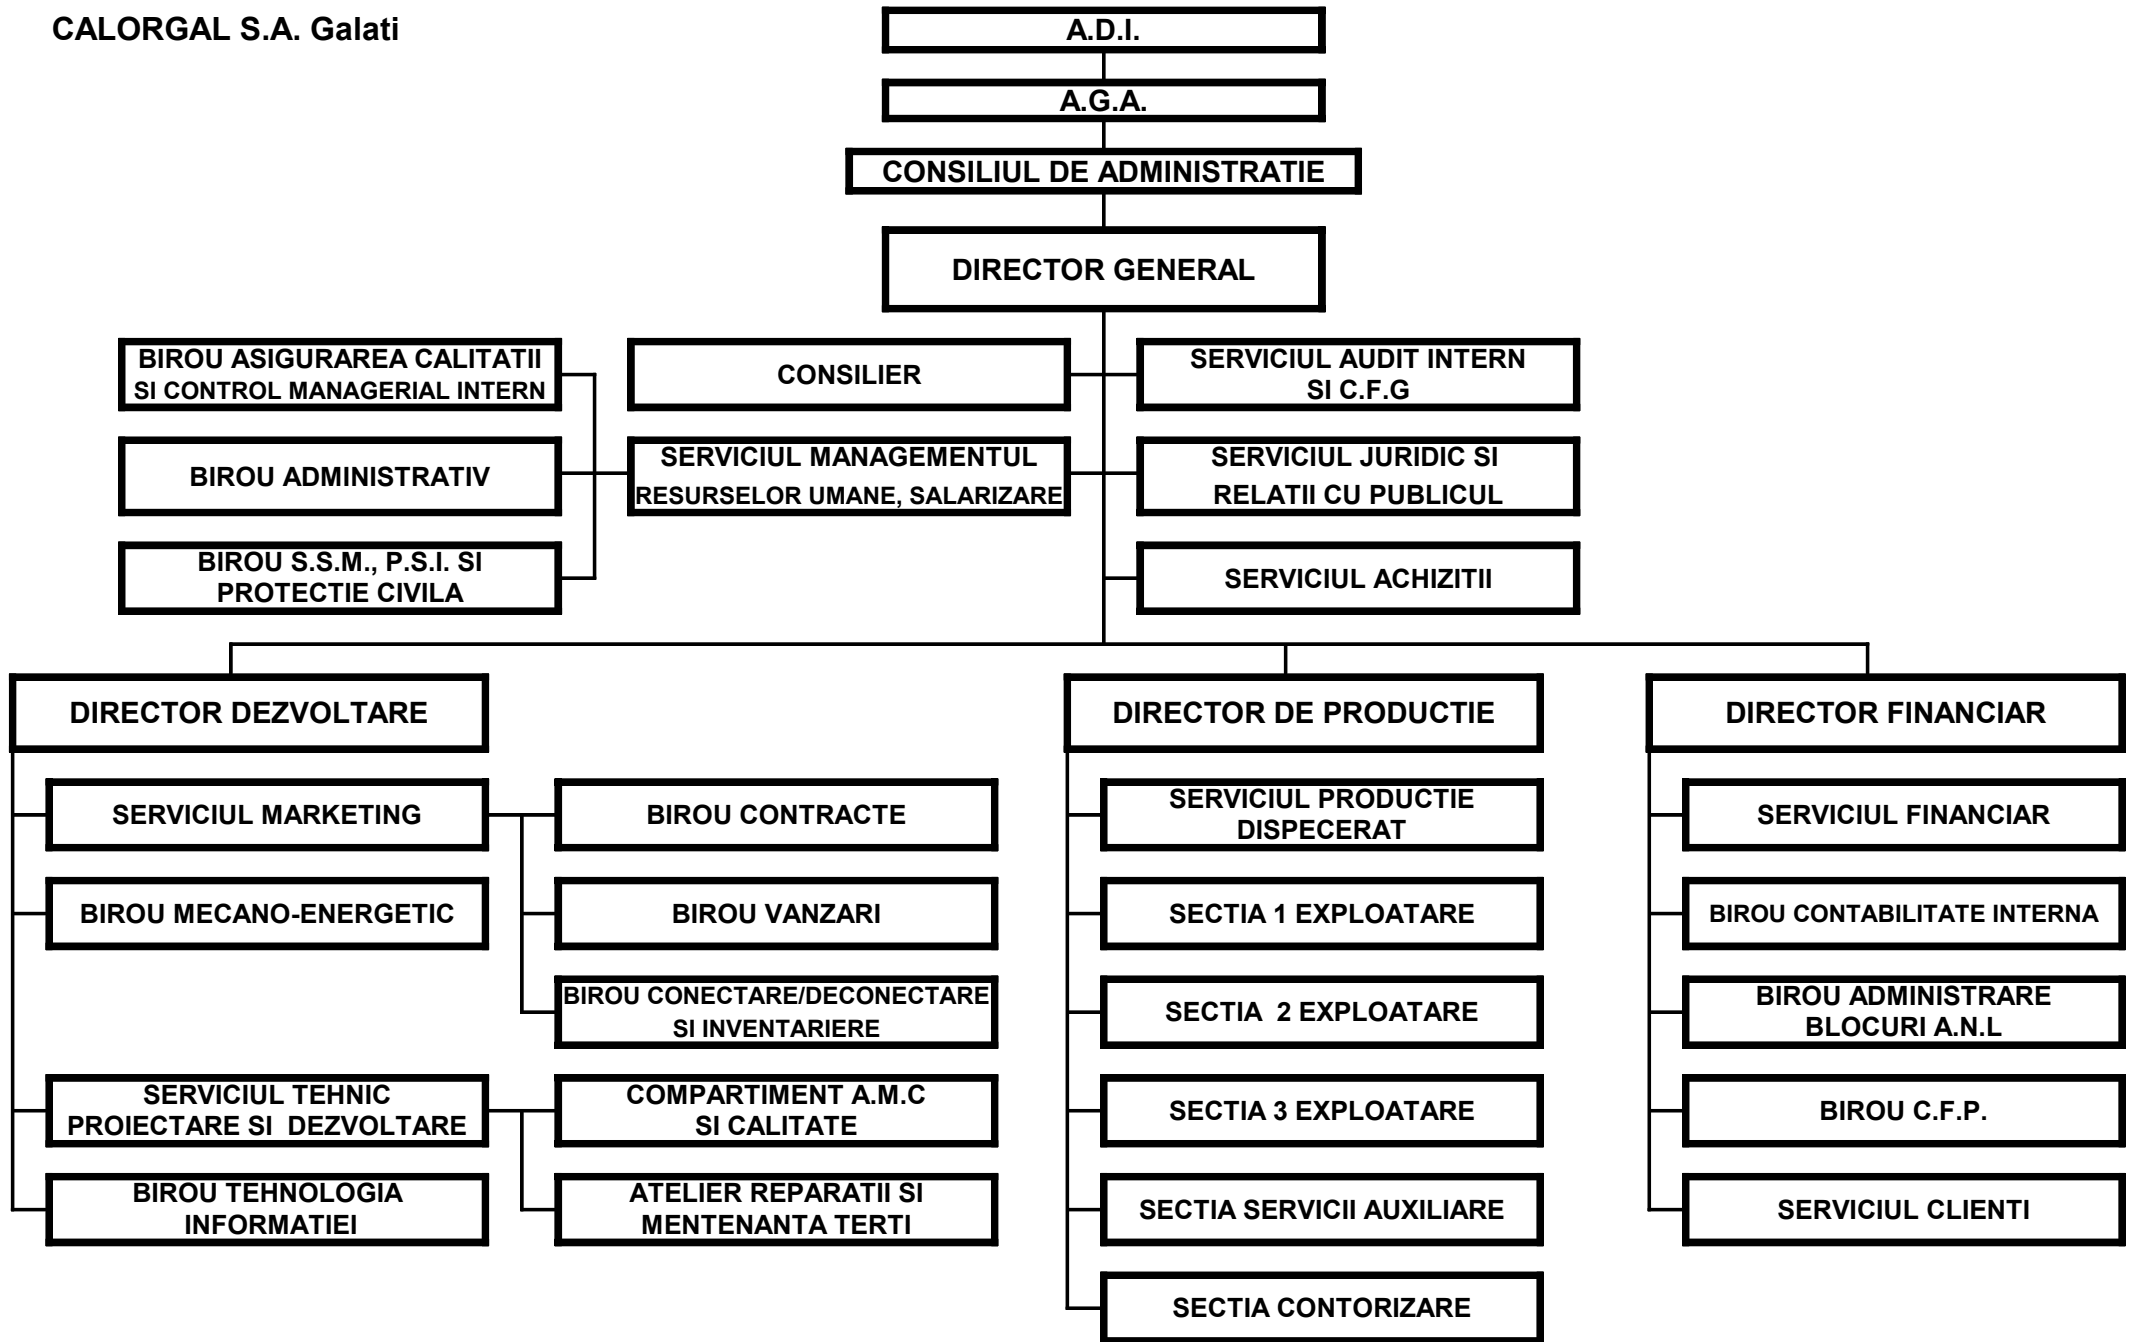 CALORGAL S.A. Galati
A.D.I.
A.G.A.
CONSILIUL DE ADMINISTRATIE
DIRECTOR GENERAL
BIROU ASIGURAREA CALITATII
SI CONTROL MANAGERIAL INTERN
CONSILIER
SERVICIUL AUDIT INTERN
SI C.F.G
BIROU ADMINISTRATIV
SERVICIUL MANAGEMENTUL
RESURSELOR UMANE, SALARIZARE
SERVICIUL JURIDIC SI
RELATII CU PUBLICUL
BIROU S.S.M., P.S.I. SI
PROTECTIE CIVILA
SERVICIUL ACHIZITII
DIRECTOR DEZVOLTARE
DIRECTOR DE PRODUCTIE
DIRECTOR FINANCIAR
SERVICIUL MARKETING
BIROU CONTRACTE
SERVICIUL PRODUCTIE
DISPECERAT
SERVICIUL FINANCIAR
BIROU MECANO-ENERGETIC
BIROU VANZARI
SECTIA 1 EXPLOATARE
BIROU CONTABILITATE INTERNA
BIROU CONECTARE/DECONECTARE
SI INVENTARIERE
SECTIA  2 EXPLOATARE
BIROU ADMINISTRARE
BLOCURI A.N.L
SERVICIUL TEHNIC
PROIECTARE SI  DEZVOLTARE
COMPARTIMENT A.M.C
SI CALITATE
SECTIA 3 EXPLOATARE
BIROU C.F.P.
BIROU TEHNOLOGIA
INFORMATIEI
ATELIER REPARATII SI
MENTENANTA TERTI
SECTIA SERVICII AUXILIARE
SERVICIUL CLIENTI
SECTIA CONTORIZARE